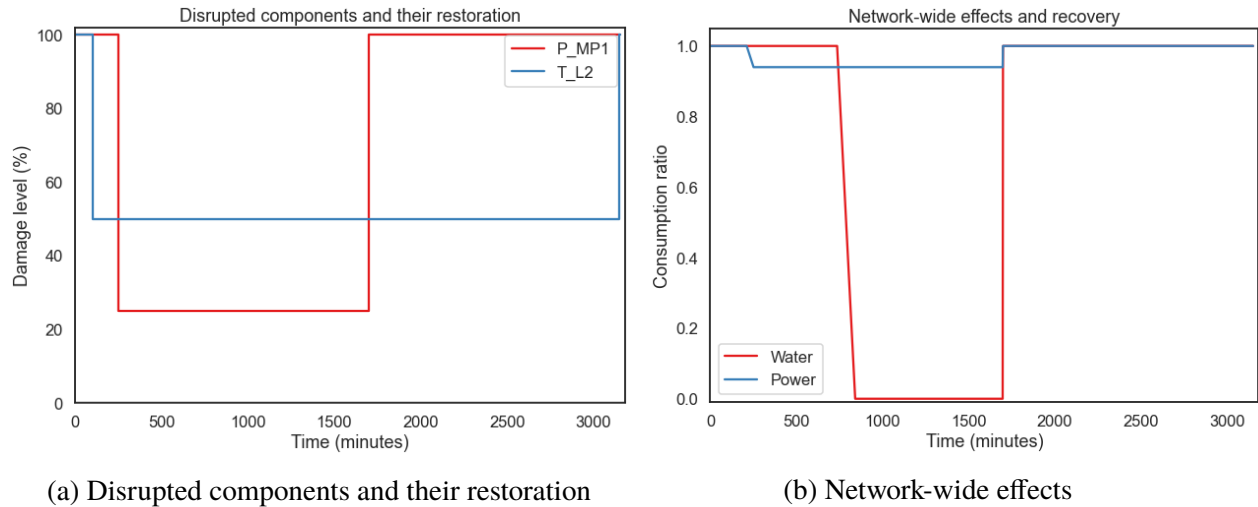 Disrupted components and their restoration
Damage level (%)
100
80
60
40
20
0
P_MP1
T_L2
0 500 1000 1500 2000 2500 3000
Time (minutes)
(a) Disrupted components and their restoration
Network-wide effects and recovery
Consumption ratio
1.0
0.8
0.6
0.4
0.2
0.0
Water
Power
0 500 1000 1500 2000 2500 3000
Time (minutes)
(b) Network-wide effects